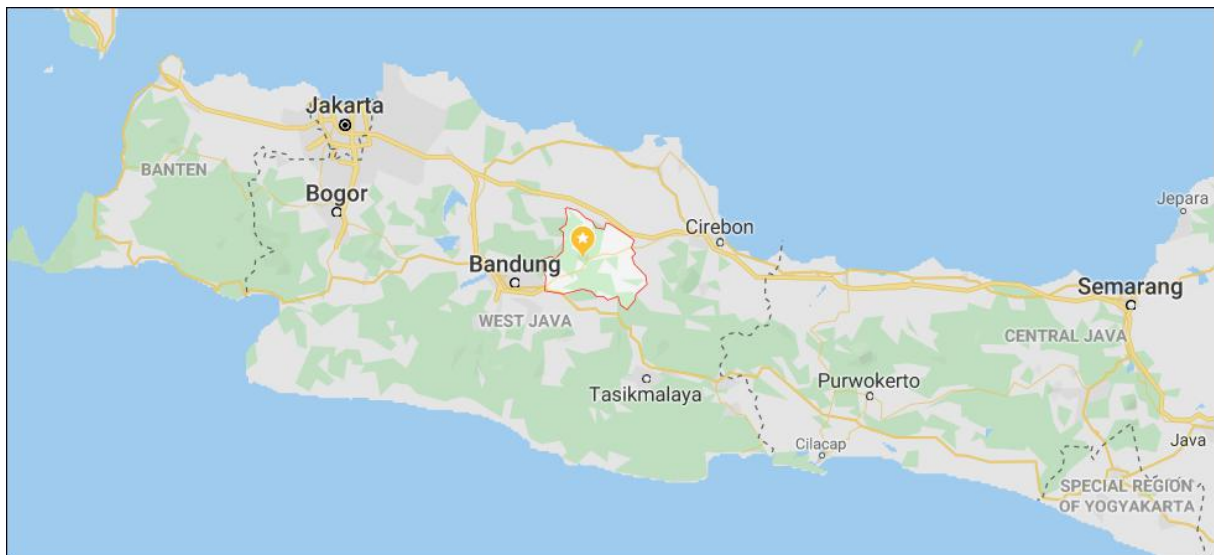 Jakarta
BANTEN
Bogor
Jepara
Cirebon
Bandung
Semarang
WEST JAVA
CENTRAL JAVA
Purwokerto
Tasikmalaya
Cilacap
Java
SPECIAL REGION
OF YOGYAKARTA